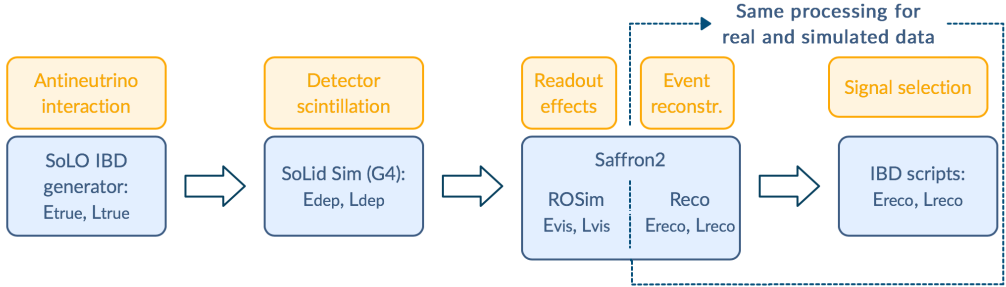 Same processing for
real and simulated data
Antineutrino
interaction
Detector
scintillation
Readout
effects
Event
reconstr.
Signal selection
SoLO IBD
generator:
Etrue, Ltrue
SoLid Sim (G4):
Edep, Ldep
Saffron2
ROSim
Evis, Lvis
Reco
Ereco, Lreco
IBD scripts:
Ereco, Lreco